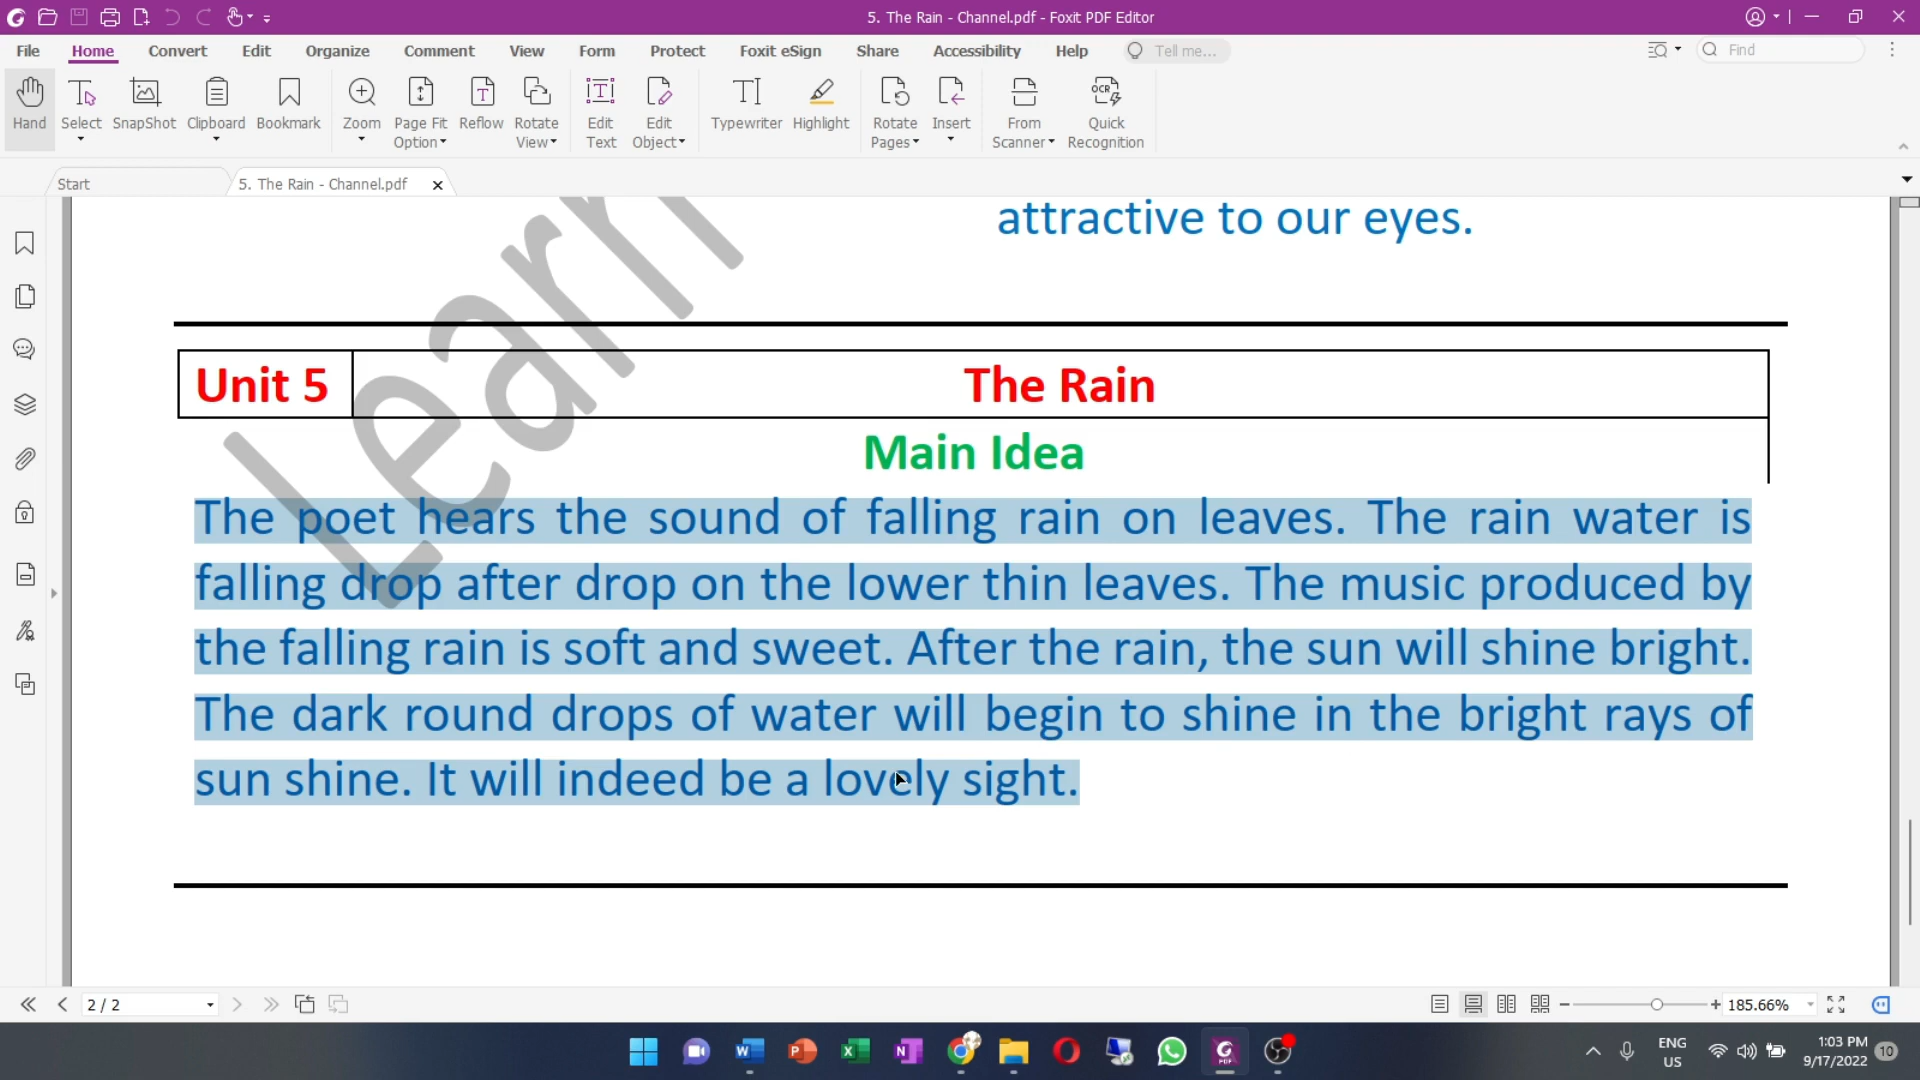 5. The Rain - Channel.pdf - Foxit PDF Editor
File Home Convert Edit Organize Comment View Form Protect Foxit eSign Share Accessibility Help Tell me... Find
Hand Select SnapShot Clipboard Bookmark Zoom Page Fit Option Reflow Rotate View Edit Text Edit Object Typewriter Highlight Rotate Pages Insert From Scanner Quick Recognition
Start 5. The Rain - Channel.pdf
attractive to our eyes.
Learn
Unit 5 The Rain
Main Idea
The poet hears the sound of falling rain on leaves. The rain water is
falling drop after drop on the lower thin leaves. The music produced by
the falling rain is soft and sweet. After the rain, the sun will shine bright.
The dark round drops of water will begin to shine in the bright rays of
sun shine. It will indeed be a lovely sight.
2 / 2 185.66%
ENG 1:03 PM
US 9/17/2022 10